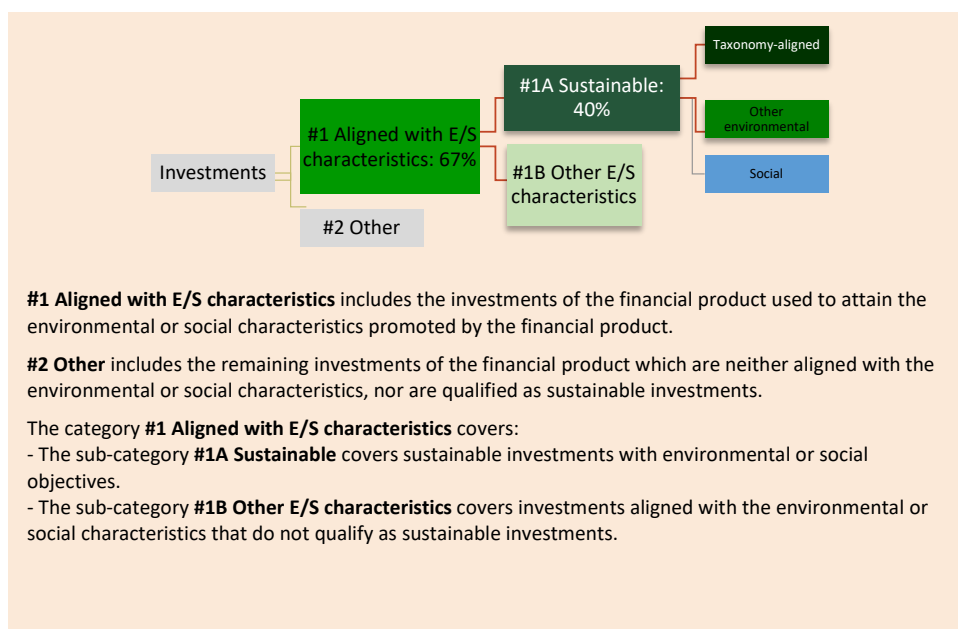 Taxonomy-aligned
#1A Sustainable:
40%
#1 Aligned with E/S
characteristics: 67%
Other
environmental
Investments
#1B Other E/S
characteristics
Social
#2 Other
#1 Aligned with E/S characteristics includes the investments of the financial product used to attain the
environmental or social characteristics promoted by the financial product.
#2 Other includes the remaining investments of the financial product which are neither aligned with the
environmental or social characteristics, nor are qualified as sustainable investments.
The category #1 Aligned with E/S characteristics covers:
- The sub-category #1A Sustainable covers sustainable investments with environmental or social
objectives.
- The sub-category #1B Other E/S characteristics covers investments aligned with the environmental or
social characteristics that do not qualify as sustainable investments.